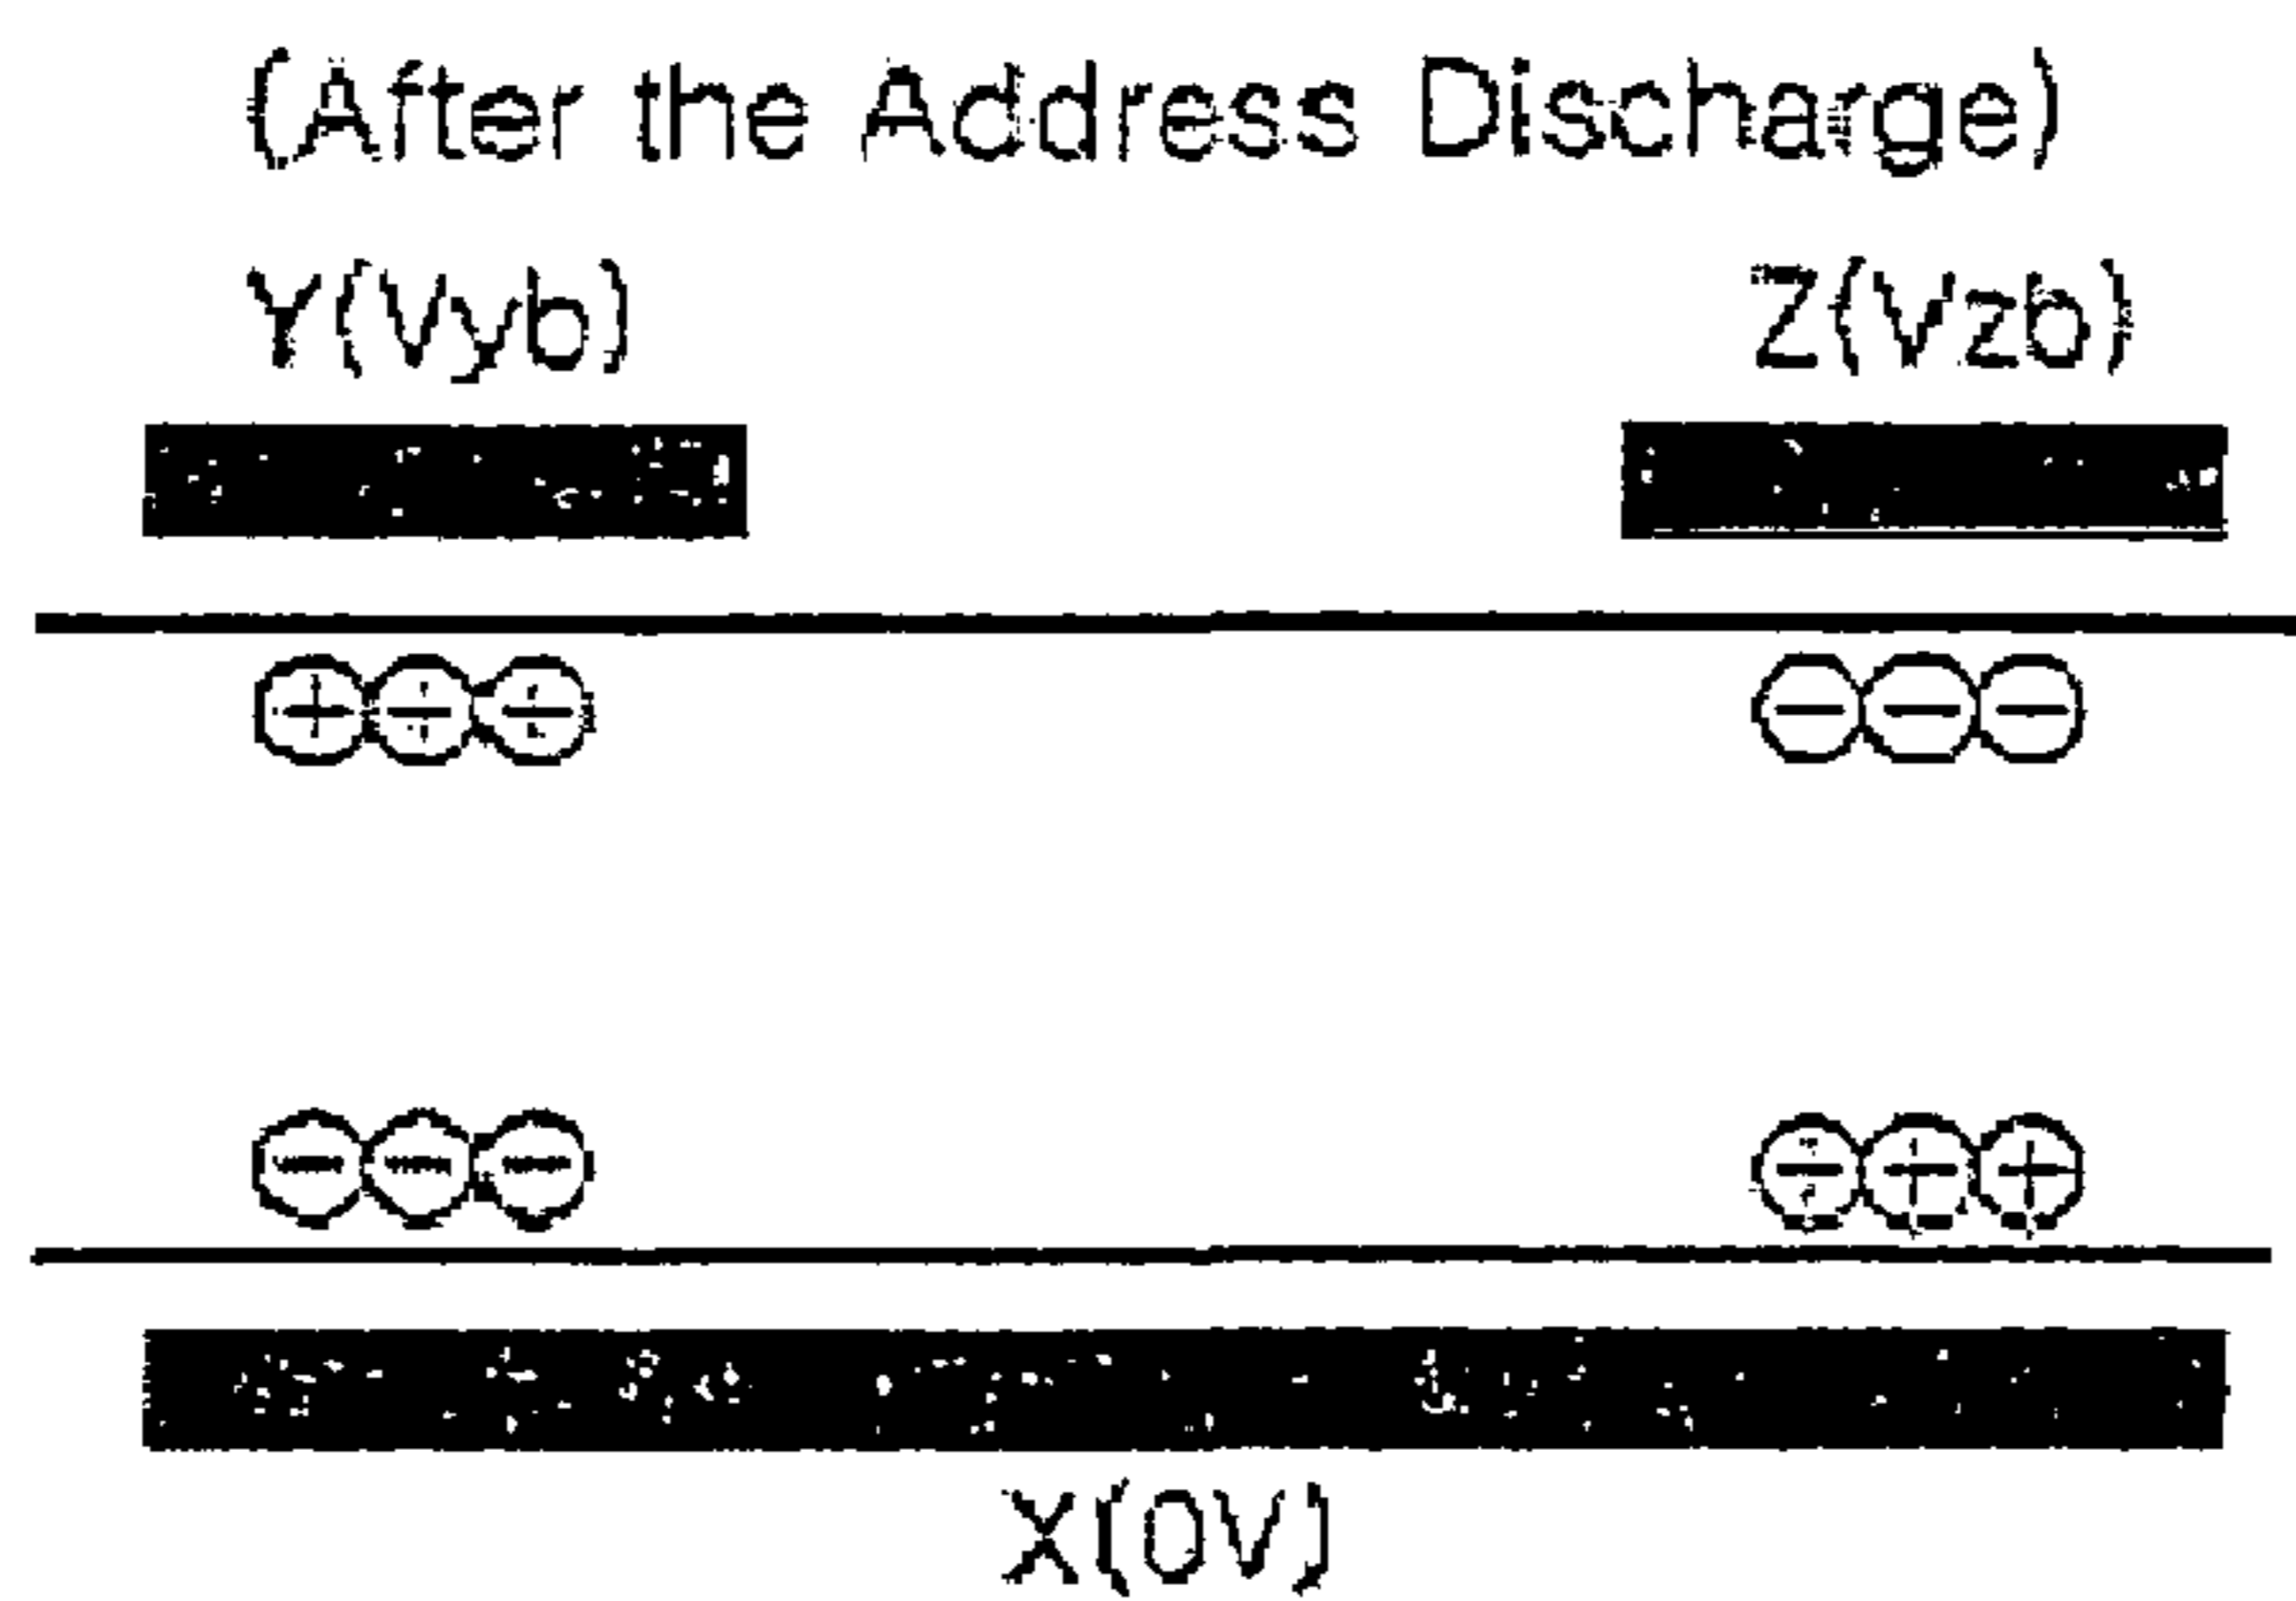 (After the Address Discharge)
Y(Vyb) Z(Vzb)
⊕⊕⊕ ⊖⊖⊖
⊖⊖⊖ ⊕⊕⊕
X(0V)